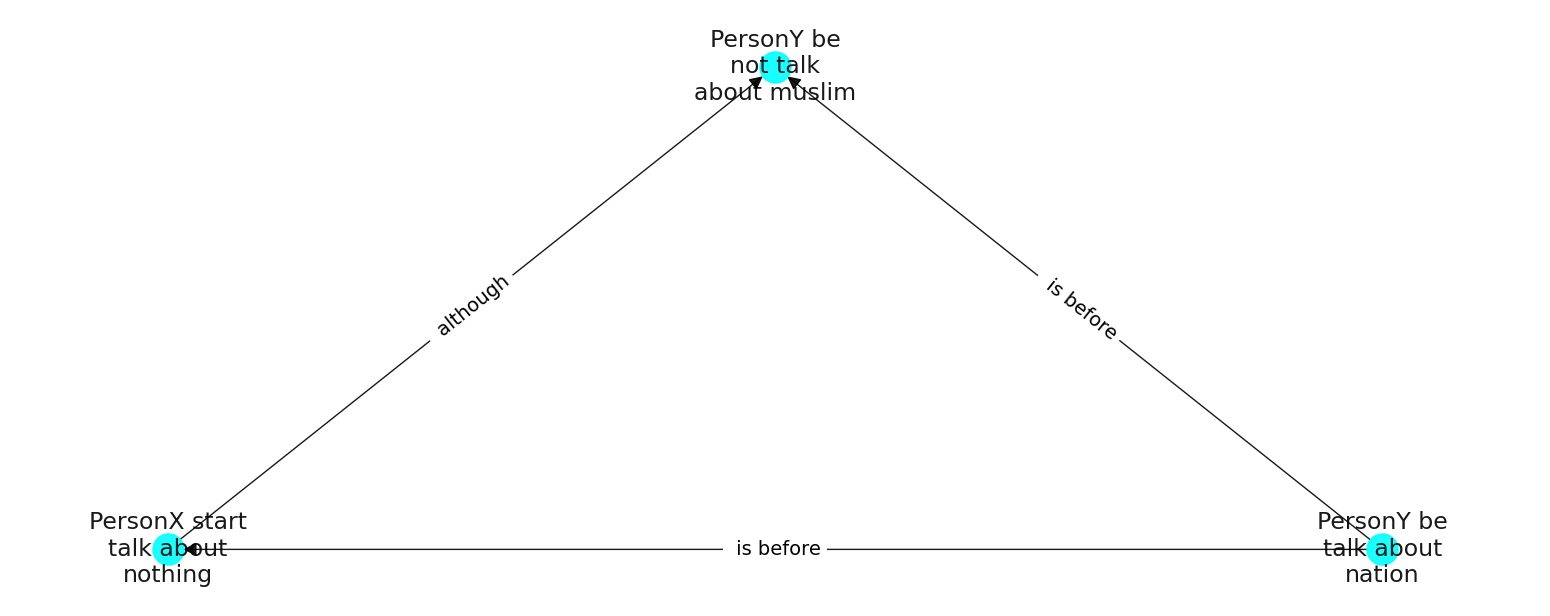 PersonY be
not talk
about muslim
although
is before
PersonX start
talk about
nothing
is before
PersonY be
talk about
nation